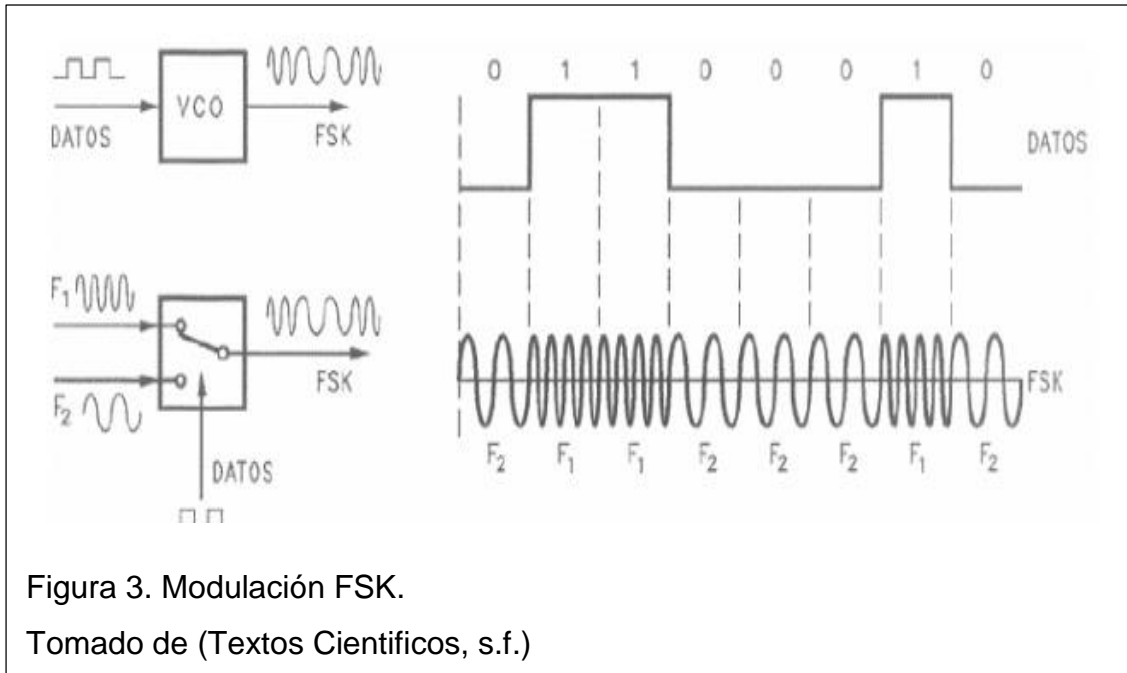 VCO
DATOS
FSK
F₁
F₂
FSK
DATOS
0 1 1 0 0 0 1 0
DATOS
FSK
F₂ F₁ F₁ F₂ F₂ F₂ F₁ F₂
Figura 3. Modulación FSK.
Tomado de (Textos Cientificos, s.f.)